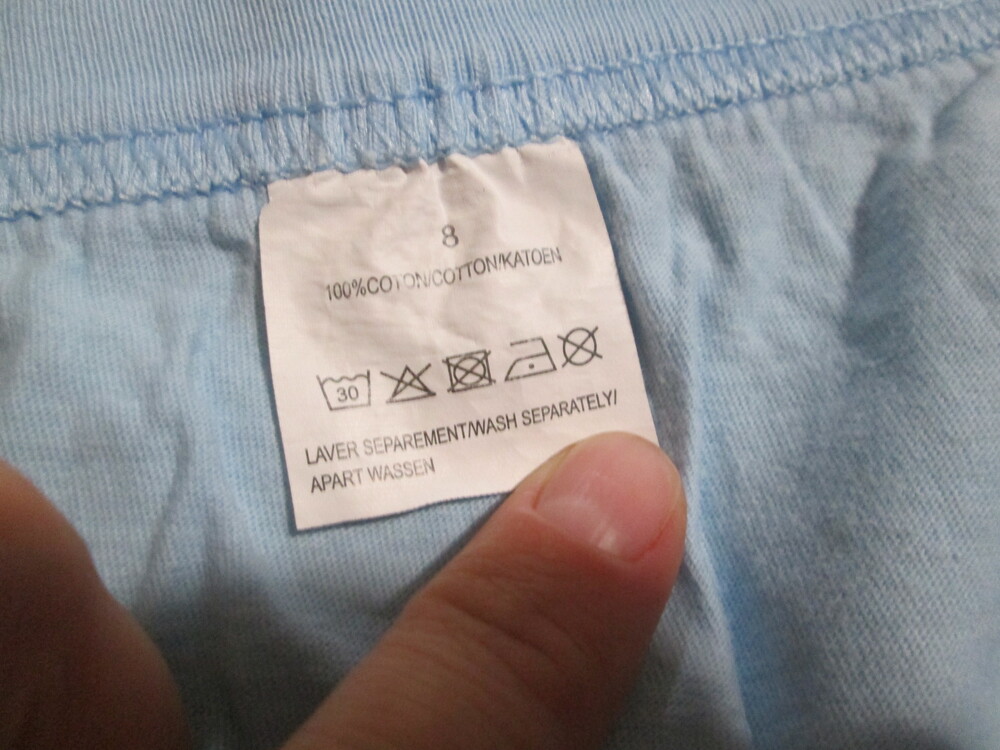 8
100%COTON/COTTON/KATOEN
30
LAVER SEPAREMENT/WASH SEPARATELY/
APART WASSEN